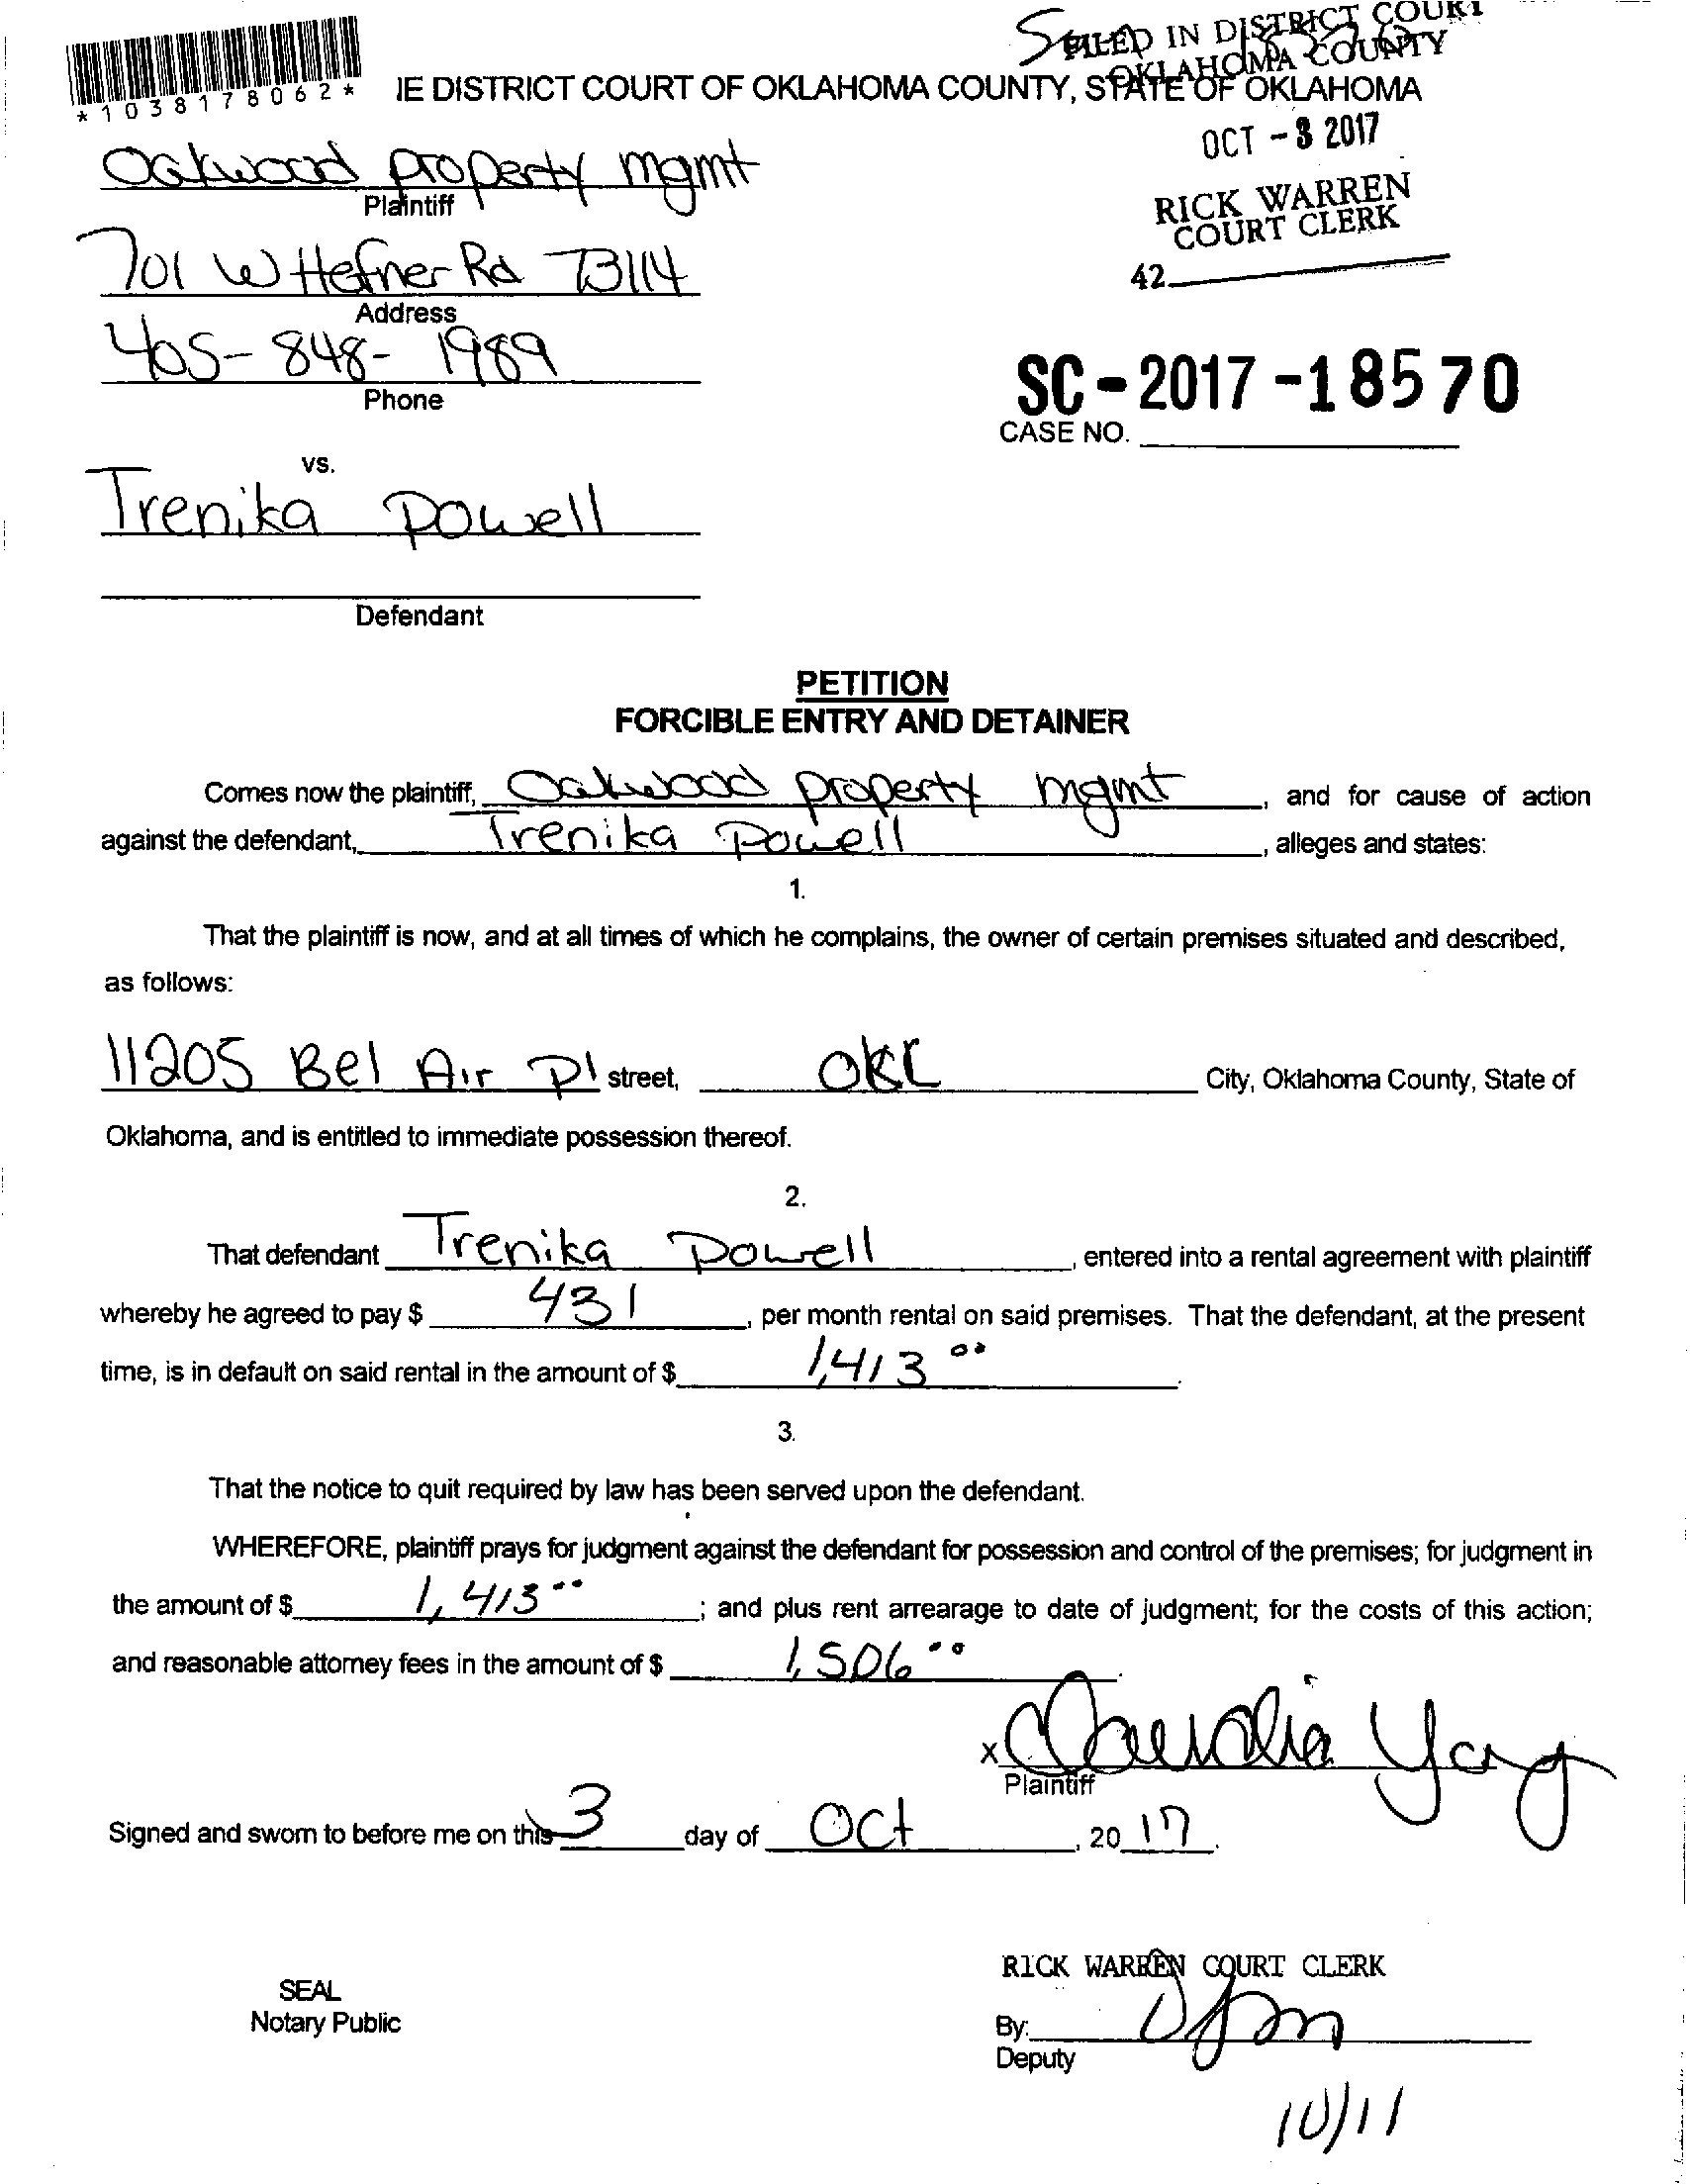 FILED IN DISTRICT COURT
OKLAHOMA COUNTY
*1038178062*
IE DISTRICT COURT OF OKLAHOMA COUNTY, STATE OF OKLAHOMA
OCT - 3 2017
RICK WARREN
COURT CLERK
42
Oakwood property mgmt
Plaintiff
701 W Hefner Rd 73114
Address
405-848-1989
Phone
SC-2017-18570
CASE NO.
vs.
Trenika Powell
Defendant
PETITION
FORCIBLE ENTRY AND DETAINER
Comes now the plaintiff, Oakwood property mgmt, and for cause of action
against the defendant, Trenika Powell, alleges and states:
1.
That the plaintiff is now, and at all times of which he complains, the owner of certain premises situated and described,
as follows:
11205 Bel Air Pl street, OKC City, Oklahoma County, State of
Oklahoma, and is entitled to immediate possession thereof.
2.
That defendant Trenika Powell, entered into a rental agreement with plaintiff
whereby he agreed to pay $ 431, per month rental on said premises. That the defendant, at the present
time, is in default on said rental in the amount of $ 1,413 00.
3.
That the notice to quit required by law has been served upon the defendant.
WHEREFORE, plaintiff prays for judgment against the defendant for possession and control of the premises; for judgment in
the amount of $ 1,413 00; and plus rent arrearage to date of judgment; for the costs of this action;
and reasonable attorney fees in the amount of $ 1,506 00.
x Claudia Yang
Plaintiff
Signed and sworn to before me on this 3 day of Oct, 20 17.
RICK WARREN COURT CLERK
SEAL
Notary Public
By:
Deputy
10/11